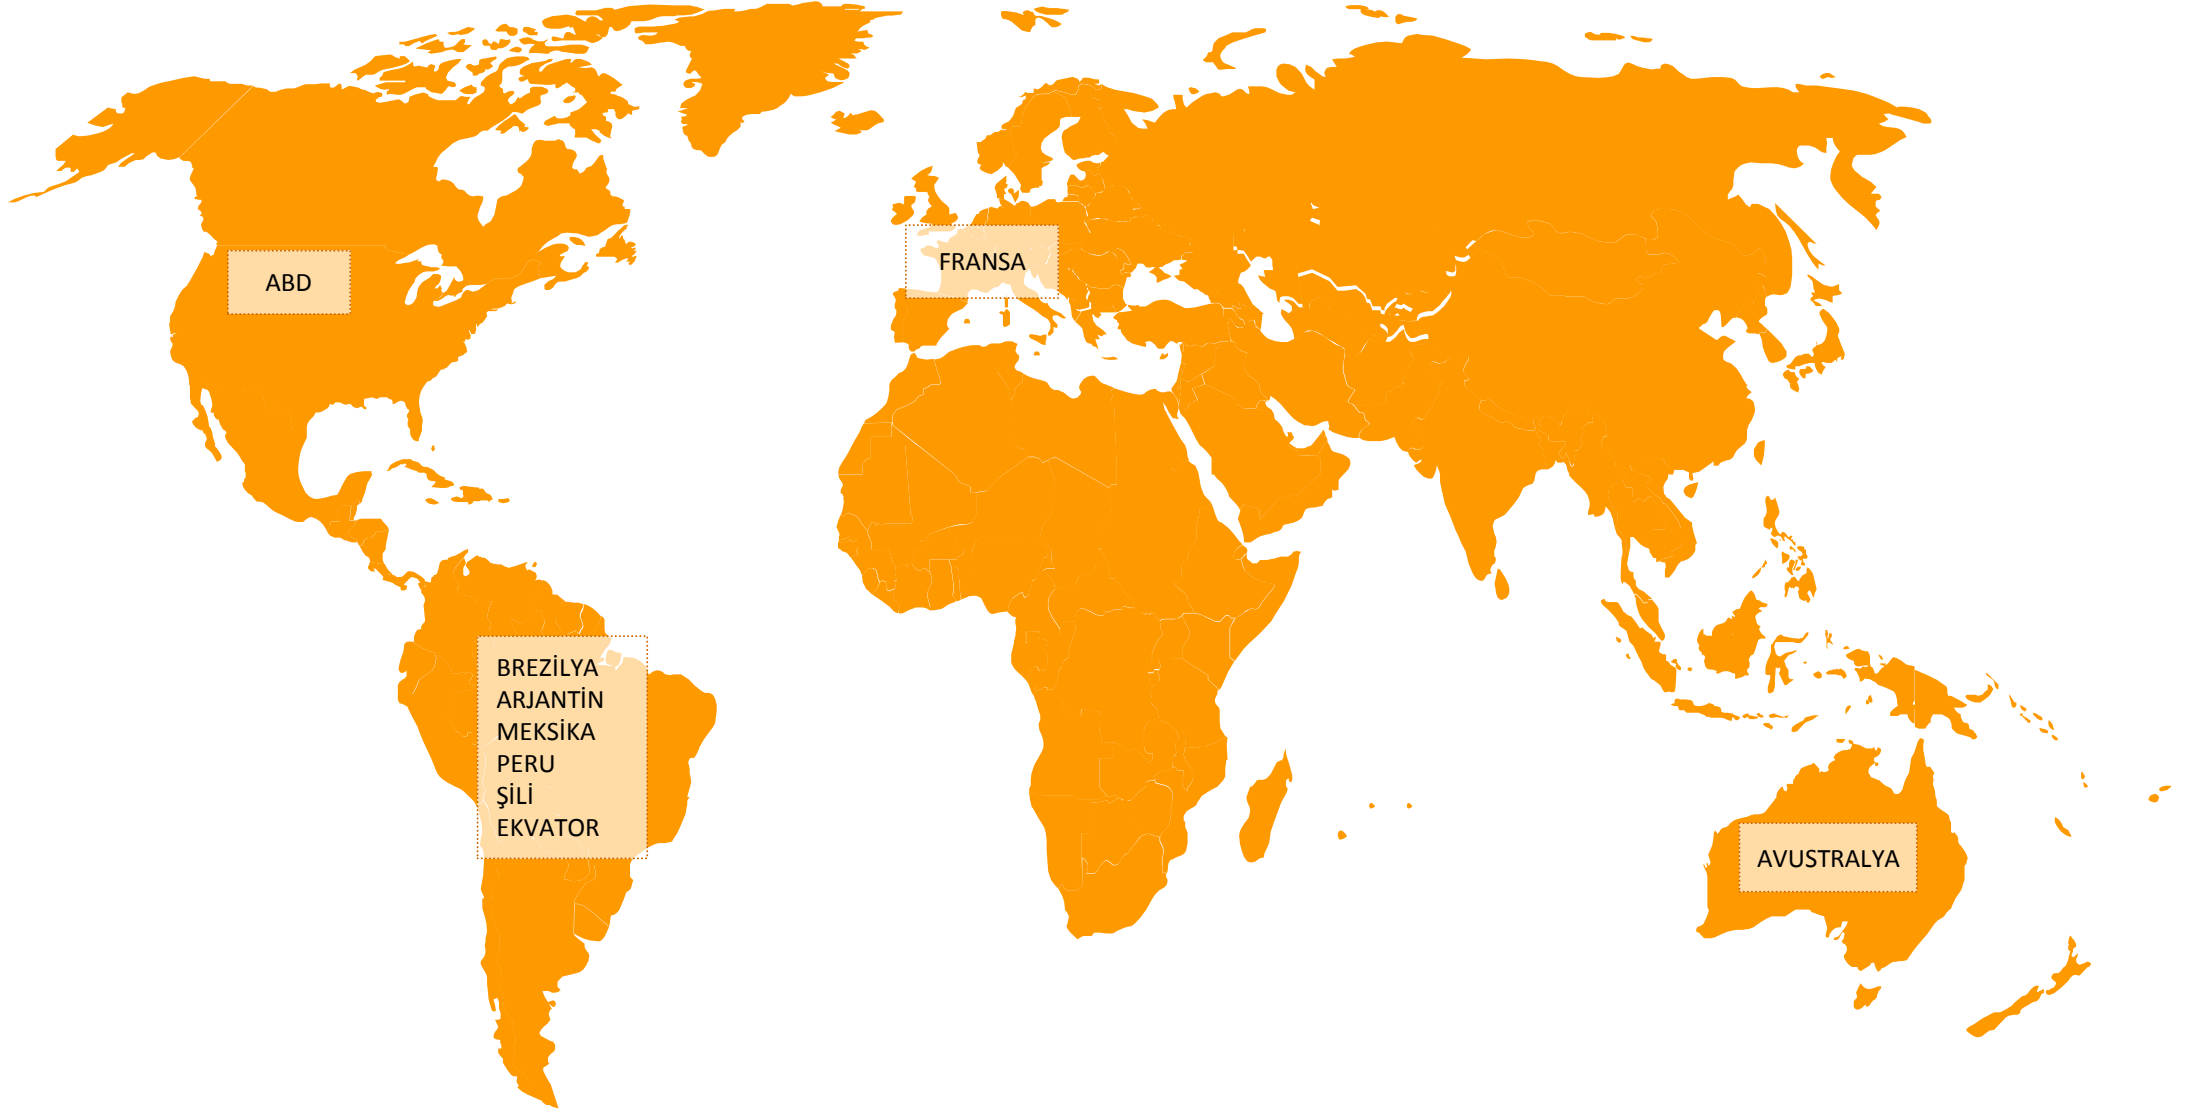 ABD
FRANSA
BREZİLYA
ARJANTİN
MEKSİKA
PERU
ŞİLİ
EKVATOR
AVUSTRALYA